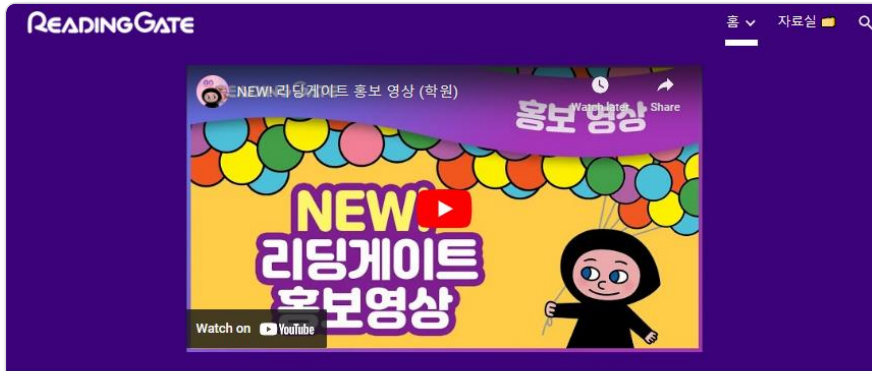 READINGGATE
홈
자료실
NEW! 리딩게이트 홍보 영상 (학원)
Watch later
Share
홍보 영상
NEW!
리딩게이트
홍보영상
Watch on YouTube